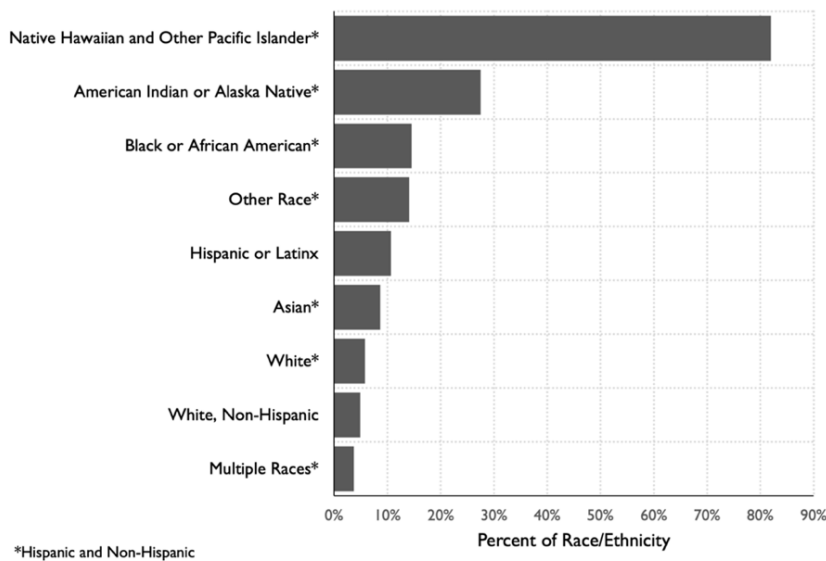 Native Hawaiian and Other Pacific Islander*
American Indian or Alaska Native*
Black or African American*
Other Race*
Hispanic or Latinx
Asian*
White*
White, Non-Hispanic
Multiple Races*
0% 10% 20% 30% 40% 50% 60% 70% 80% 90%
Percent of Race/Ethnicity
*Hispanic and Non-Hispanic